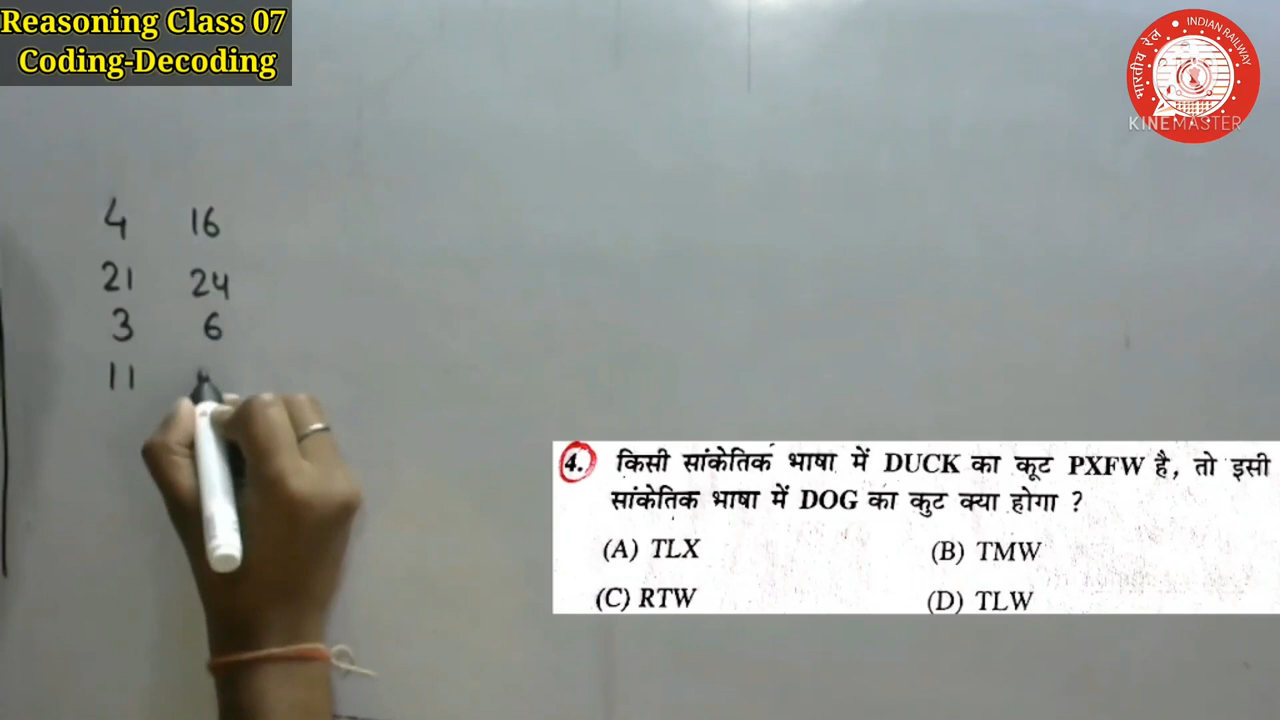 Reasoning Class 07
Coding-Decoding
भारतीय रेल
INDIAN RAILWAY
KINEMASTER
4 16
21 24
3 6
11
4. किसी सांकेतिक भाषा में DUCK का कूट PXFW है, तो इसी
सांकेतिक भाषा में DOG का कुट क्या होगा ?
(A) TLX (B) TMW
(C) RTW (D) TLW